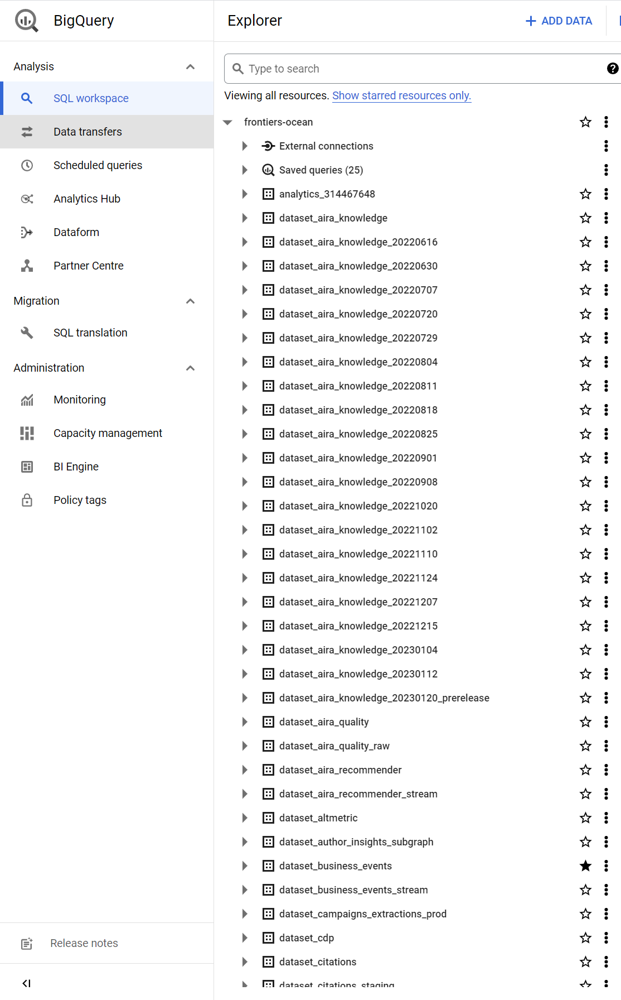 BigQuery
Analysis
SQL workspace
Data transfers
Scheduled queries
Analytics Hub
Dataform
Partner Centre
Migration
SQL translation
Administration
Monitoring
Capacity management
BI Engine
Policy tags
Release notes
Explorer
+ ADD DATA
Type to search
Viewing all resources. Show starred resources only.
frontiers-ocean
External connections
Saved queries (25)
analytics_314467648
dataset_aira_knowledge
dataset_aira_knowledge_20220616
dataset_aira_knowledge_20220630
dataset_aira_knowledge_20220707
dataset_aira_knowledge_20220720
dataset_aira_knowledge_20220729
dataset_aira_knowledge_20220804
dataset_aira_knowledge_20220811
dataset_aira_knowledge_20220818
dataset_aira_knowledge_20220825
dataset_aira_knowledge_20220901
dataset_aira_knowledge_20220908
dataset_aira_knowledge_20221020
dataset_aira_knowledge_20221102
dataset_aira_knowledge_20221110
dataset_aira_knowledge_20221124
dataset_aira_knowledge_20221207
dataset_aira_knowledge_20221215
dataset_aira_knowledge_20230104
dataset_aira_knowledge_20230112
dataset_aira_knowledge_20230120_prerelease
dataset_aira_quality
dataset_aira_quality_raw
dataset_aira_recommender
dataset_aira_recommender_stream
dataset_altmetric
dataset_author_insights_subgraph
dataset_business_events
dataset_business_events_stream
dataset_campaigns_extractions_prod
dataset_cdp
dataset_citations
dataset_citations_staging